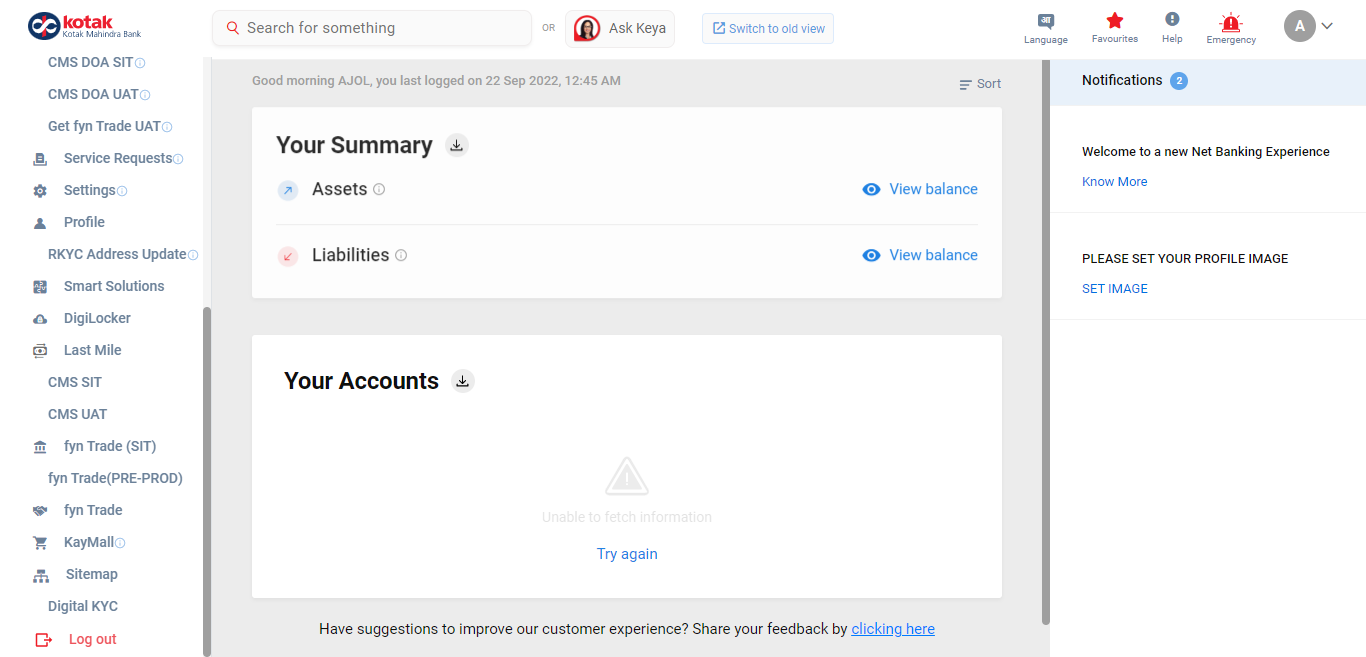 kotak
Kotak Mahindra Bank
Search for something
OR
Ask Keya
Switch to old view
Language
Favourites
Help
Emergency
A
CMS DOA SIT
CMS DOA UAT
Get fyn Trade UAT
Service Requests
Settings
Profile
RKYC Address Update
Smart Solutions
DigiLocker
Last Mile
CMS SIT
CMS UAT
fyn Trade (SIT)
fyn Trade(PRE-PROD)
fyn Trade
KayMall
Sitemap
Digital KYC
Log out
Good morning AJOL, you last logged on 22 Sep 2022, 12:45 AM
Sort
Your Summary
Assets
View balance
Liabilities
View balance
Your Accounts
Unable to fetch information
Try again
Have suggestions to improve our customer experience? Share your feedback by clicking here
Notifications 2
Welcome to a new Net Banking Experience
Know More
PLEASE SET YOUR PROFILE IMAGE
SET IMAGE